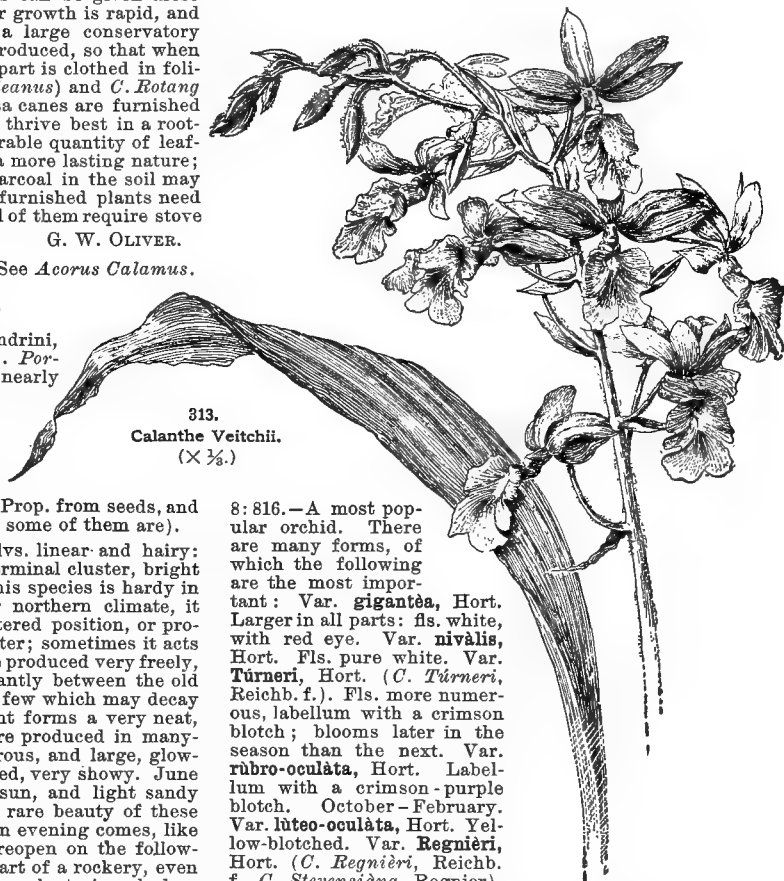 r growth is rapid, and
a large conservatory
roduced, so that when
part is clothed in foli-
eanus) and C. Rotang
sa canes are furnished
thrive best in a root-
rable quantity of leaf-
a more lasting nature;
arcoal in the soil may
furnished plants need
l of them require stove
G. W. OLIVER.
See Acorus Calamus.
ndrini,
. Por-
nearly
313.
Calanthe Veitchii.
(× ⅓.)
Prop. from seeds, and
some of them are).
lvs. linear and hairy:
rminal cluster, bright
his species is hardy in
northern climate, it
tered position, or pro-
ter; sometimes it acts
produced very freely,
antly between the old
few which may decay
nt forms a very neat,
re produced in many-
rous, and large, glow-
ed, very showy. June
sun, and light sandy
rare beauty of these
n evening comes, like
reopen on the follow-
art of a rockery, even
8: 816.—A most pop-
ular orchid. There
are many forms, of
which the following
are the most impor-
tant: Var. gigantèa, Hort.
Larger in all parts: fls. white,
with red eye. Var. nivàlis,
Hort. Fls. pure white. Var.
Túrneri, Hort. (C. Túrneri,
Reichb. f.). Fls. more numer-
ous, labellum with a crimson
blotch; blooms later in the
season than the next. Var.
rùbro-oculàta, Hort. Label-
lum with a crimson-purple
blotch. October–February.
Var. lùteo-oculàta, Hort. Yel-
low-blotched. Var. Regnièri,
Hort. (C. Regnièri, Reichb.
f., C. Stevensiàna, Regnier).